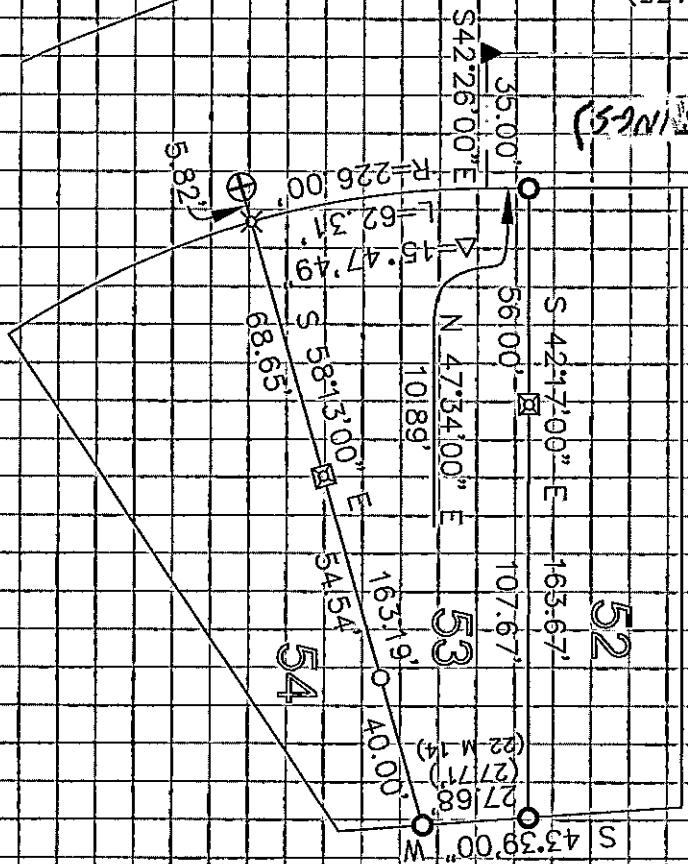 S42°26'00"E
35.00'
INGS)
R=226.00'
L=62.31'
Δ=15°47'49"
5.82'
N 47°34'00" E
10.89'
S 42°17'00" E 163.67'
56.00'
107.67'
S 58°13'00" E
163.19'
68.65'
54.54'
40.00'
52
53
54
(22 M 14)
(27.71')
27.68'
S 43°39'00" W